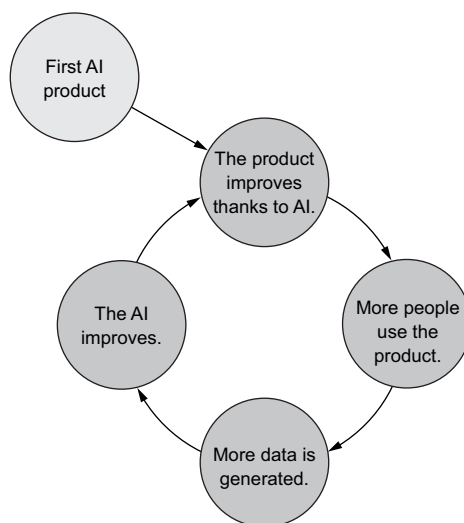 First AI
product
The product
improves
thanks to AI.
More people
use the
product.
More data is
generated.
The AI
improves.